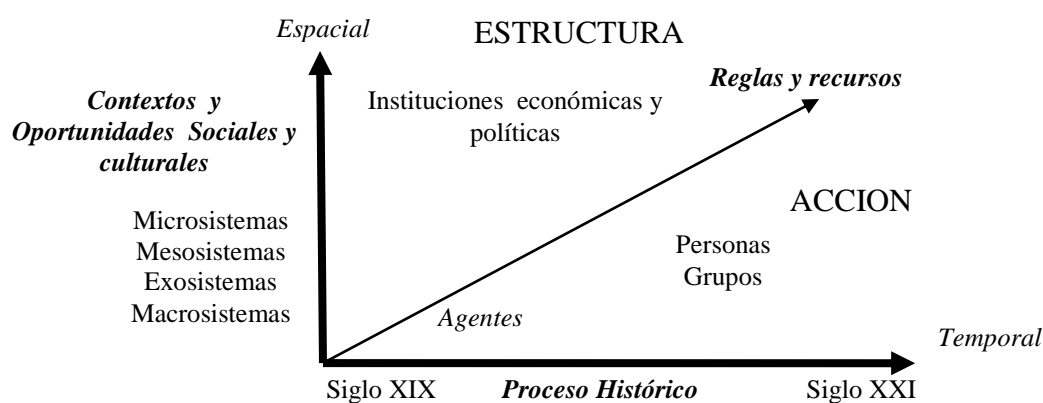 Espacial
ESTRUCTURA
Reglas y recursos
Contextos y
Oportunidades Sociales y
culturales
Instituciones económicas y
políticas
ACCION
Microsistemas
Mesosistemas
Exosistemas
Macrosistemas
Personas
Grupos
Agentes
Temporal
Siglo XIX
Proceso Histórico
Siglo XXI